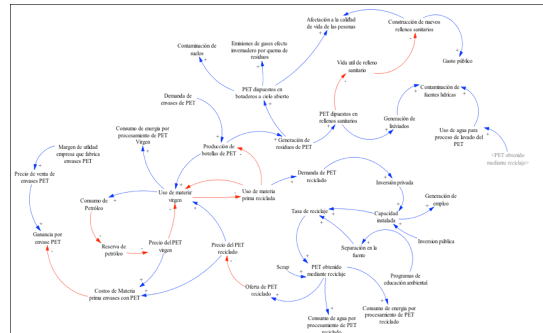 Afectación a la calidad
de vida de las pesonas
Construcción de nuevos
rellenos sanitarios
Contaminación de
suelos
Emisiones de gases efecto
invernadero por quema de
residuos
Gasto público
Vida util de relleno
sanitario
Demanda de
envases de PET
PET dispuestos en
botaderos a cielo abierto
Contaminación de
fuentes hídricas
Consumo de energía por
procesamiento de PET
Virgen
PET dispuestos en
rellenos sanitarios
Generación de
lixiviados
Uso de agua para
proceso de lavado del PET
Margen de utilidad
empresa que fabrica
envases PET
Producción de
botellas de PET
Generación de
residuos de PET
<PET obtenido
mediante reciclaje>
Precio de venta de
envases PET
Demanda de PET
reciclado
Inversión privada
Consumo de
Petróleo
Uso de materia
virgen
Uso de materia
prima reciclada
Generación de
empleo
Tasa de reciclaje
Capacidad
instalada
Ganancia por
envase PET
Reserva de
petróleo
Precio del PET
virgen
Precio del PET
reciclado
Separación en la
fuente
Inversión pública
Scrap
PET obtenido
mediante reciclaje
Programas de
educación ambiental
Costos de Materia
prima envases con PET
Oferta de PET
reciclado
Consumo de agua por
procesamiento de PET
reciclado
Consumo de energía por
procesamiento de PET
reciclado